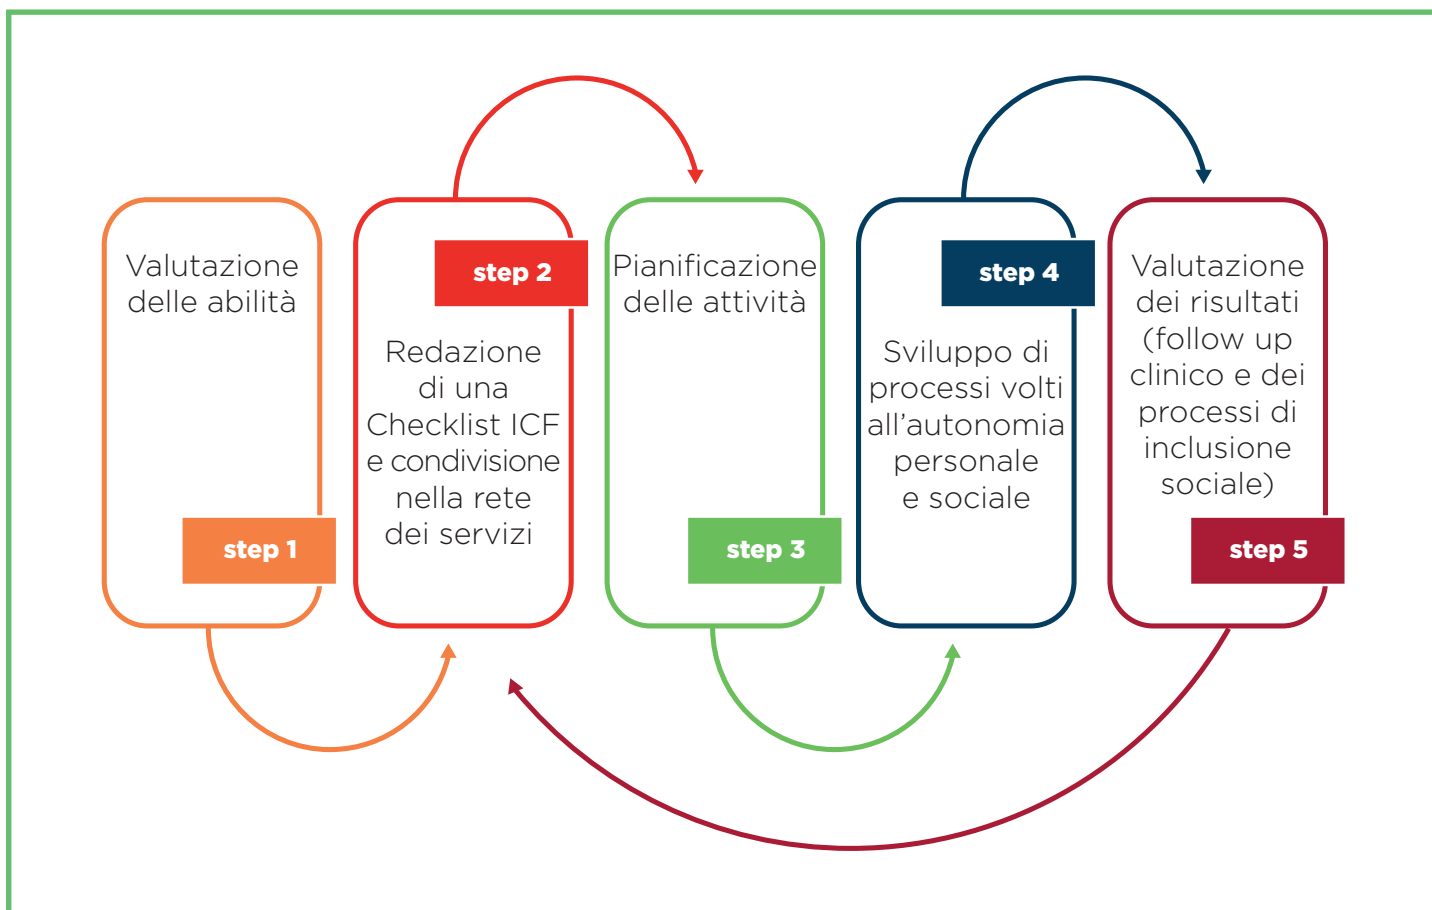 Valutazione
delle abilità
step 1
step 2
Redazione
di una
Checklist ICF
e condivisione
nella rete
dei servizi
Pianificazione
delle attività
step 3
step 4
Sviluppo di
processi volti
all’autonomia
personale
e sociale
Valutazione
dei risultati
(follow up
clinico e dei
processi di
inclusione
sociale)
step 5